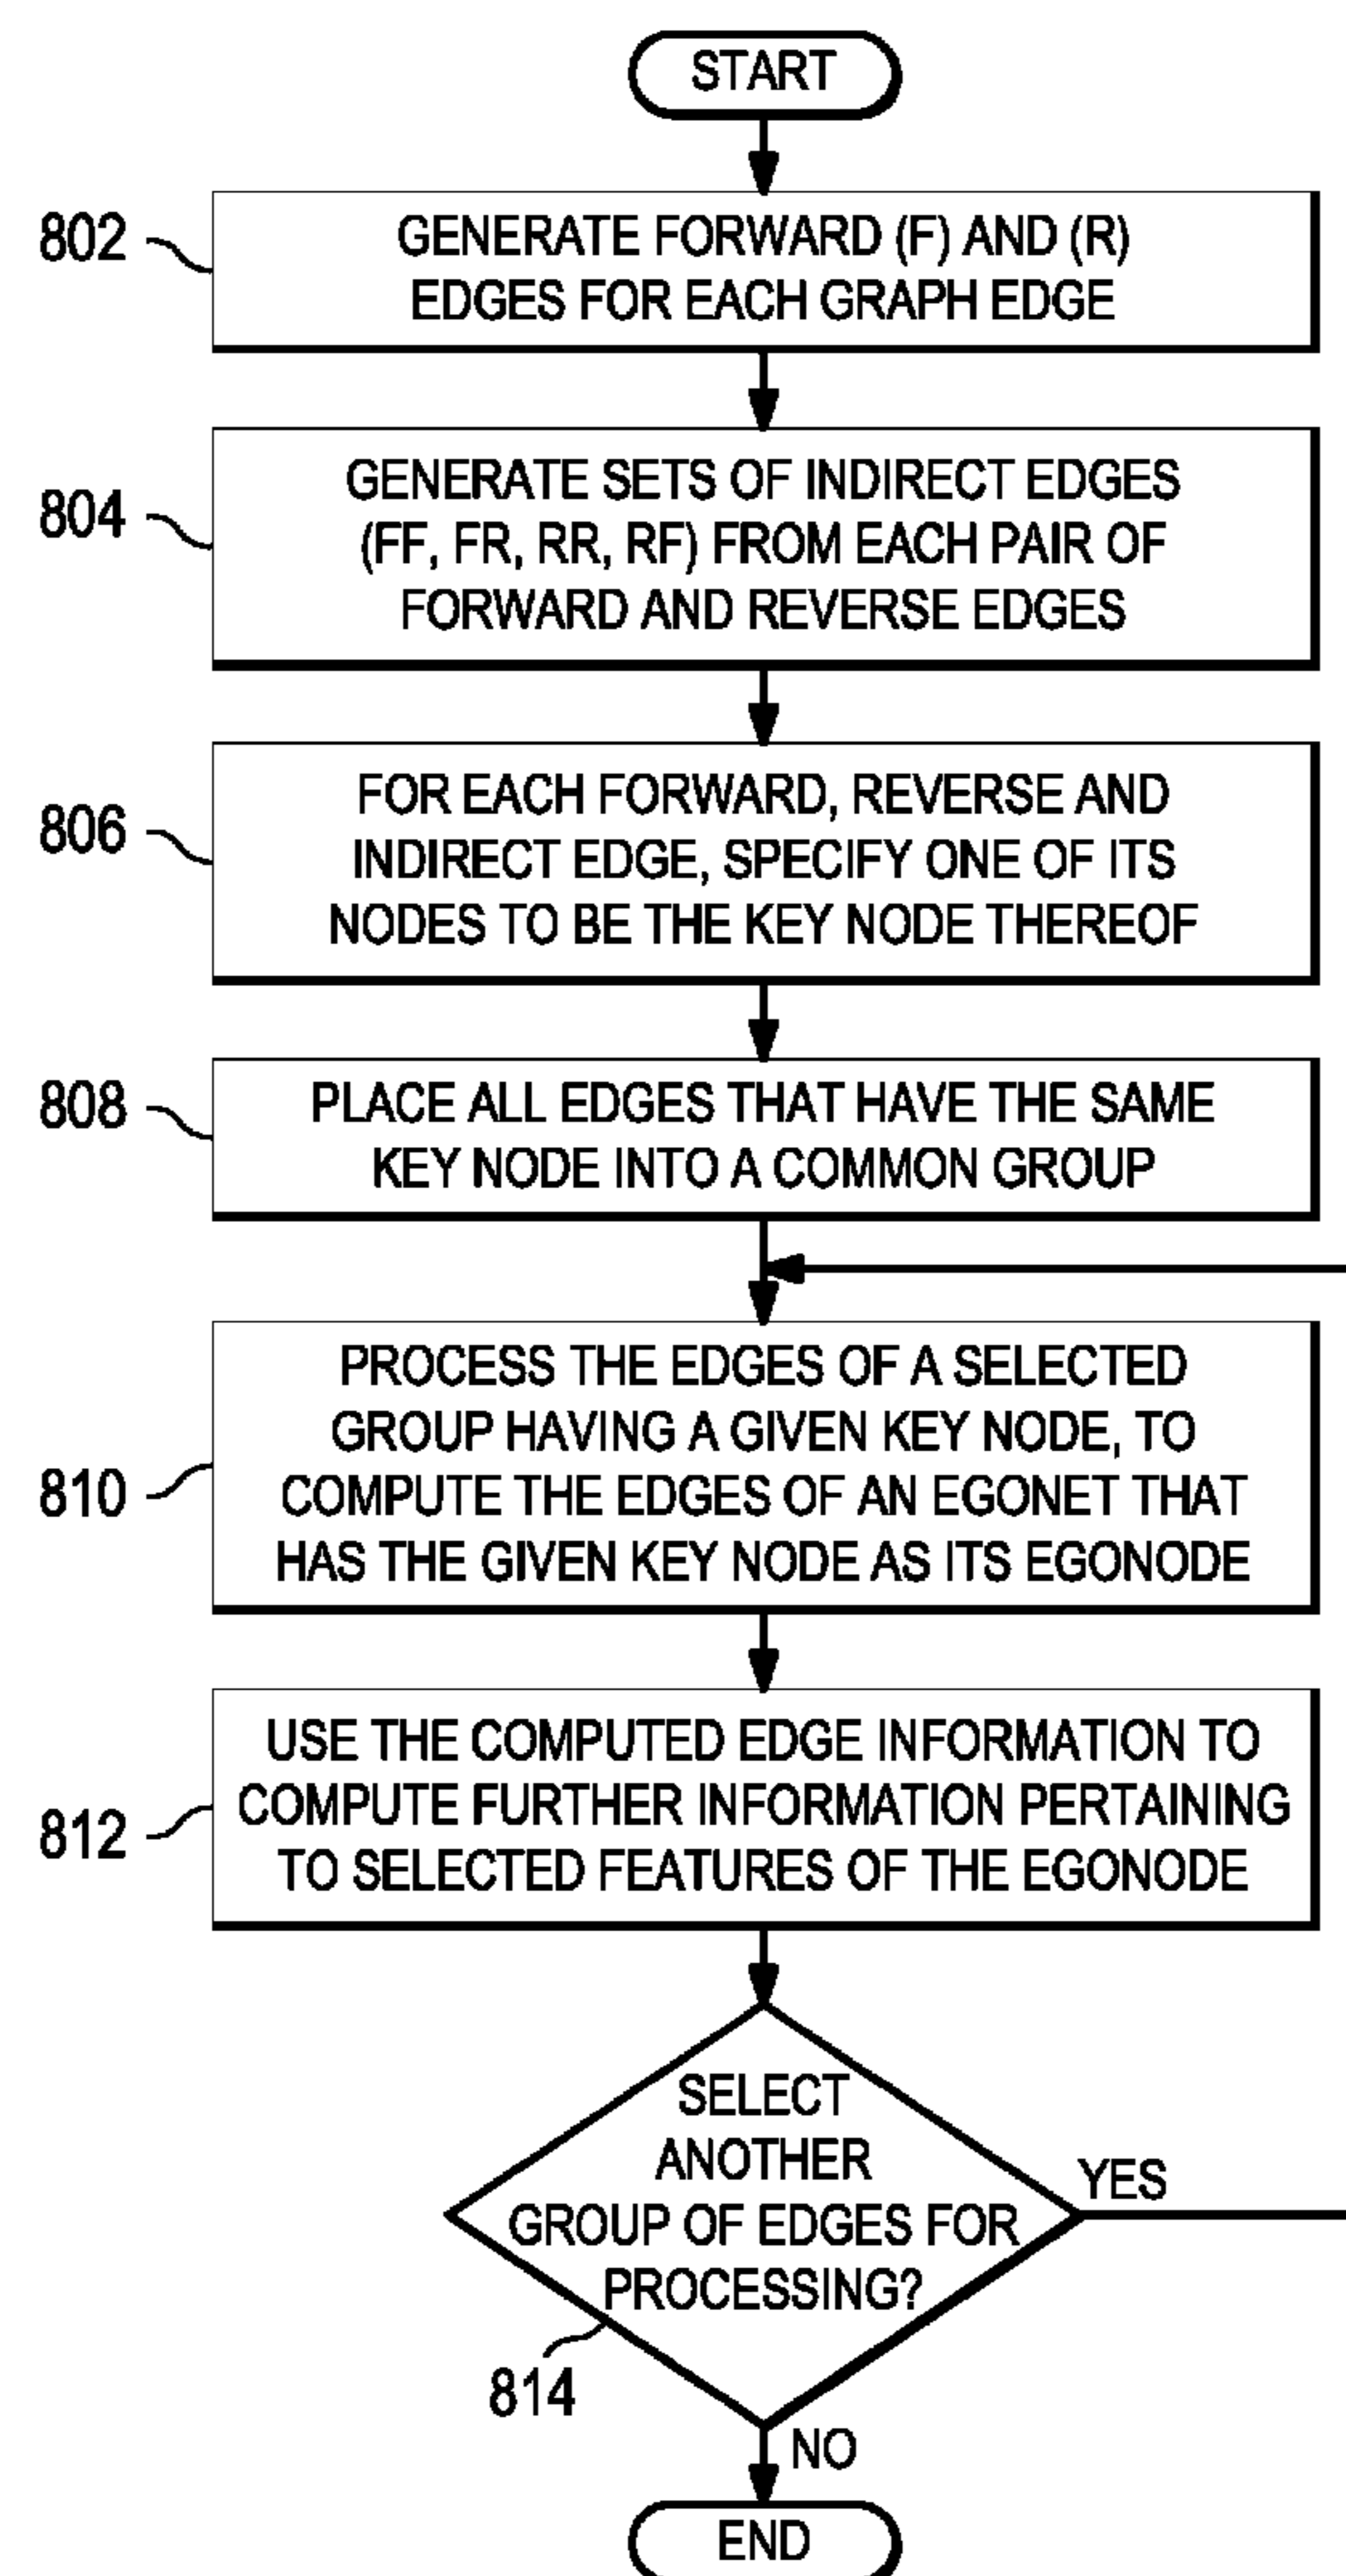 START
802
GENERATE FORWARD (F) AND (R)
EDGES FOR EACH GRAPH EDGE
804
GENERATE SETS OF INDIRECT EDGES
(FF, FR, RR, RF) FROM EACH PAIR OF
FORWARD AND REVERSE EDGES
806
FOR EACH FORWARD, REVERSE AND
INDIRECT EDGE, SPECIFY ONE OF ITS
NODES TO BE THE KEY NODE THEREOF
808
PLACE ALL EDGES THAT HAVE THE SAME
KEY NODE INTO A COMMON GROUP
810
PROCESS THE EDGES OF A SELECTED
GROUP HAVING A GIVEN KEY NODE, TO
COMPUTE THE EDGES OF AN EGONET THAT
HAS THE GIVEN KEY NODE AS ITS EGONODE
812
USE THE COMPUTED EDGE INFORMATION TO
COMPUTE FURTHER INFORMATION PERTAINING
TO SELECTED FEATURES OF THE EGONODE
SELECT
ANOTHER
GROUP OF EDGES FOR
PROCESSING?
YES
814
NO
END